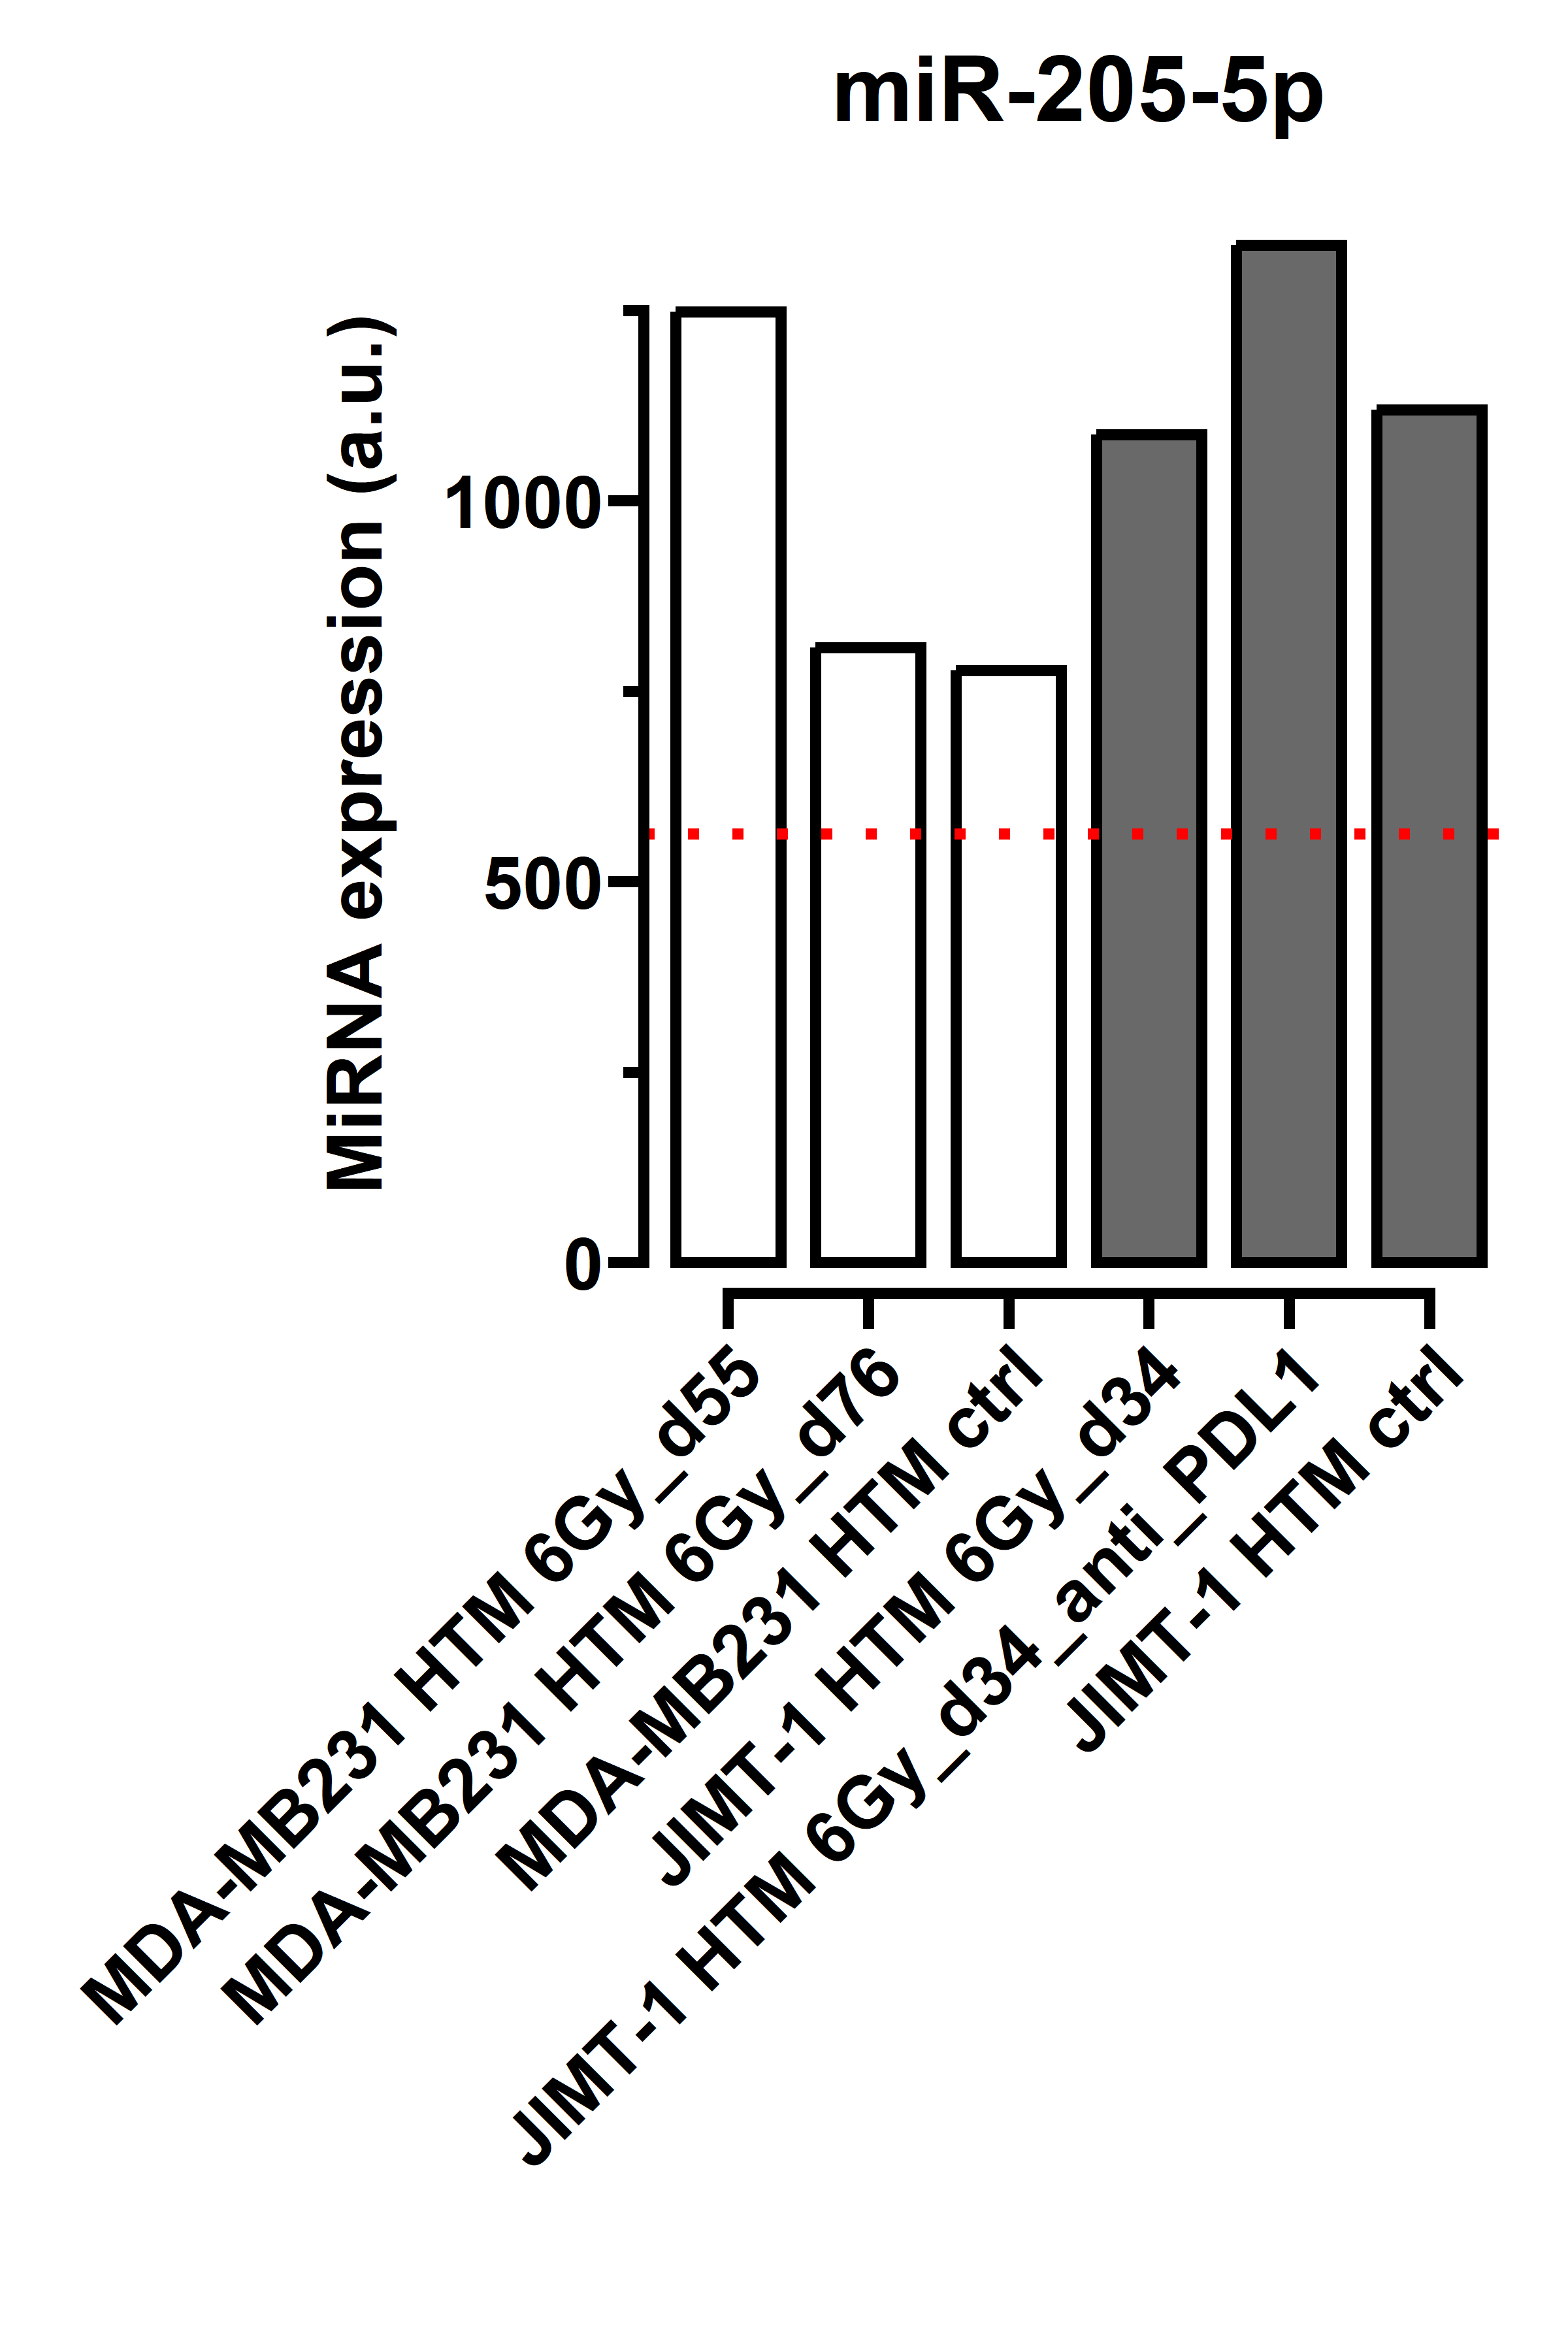 miR-205-5p
MiRNA expression (a.u.)
1000
500
0
MDA-MB231 HTM 6Gy_d55
MDA-MB231 HTM 6Gy_d76
MDA-MB231 HTM ctrl
JIMT-1 HTM 6Gy_d34
JIMT-1 HTM 6Gy_d34_anti_PDL1
JIMT-1 HTM ctrl